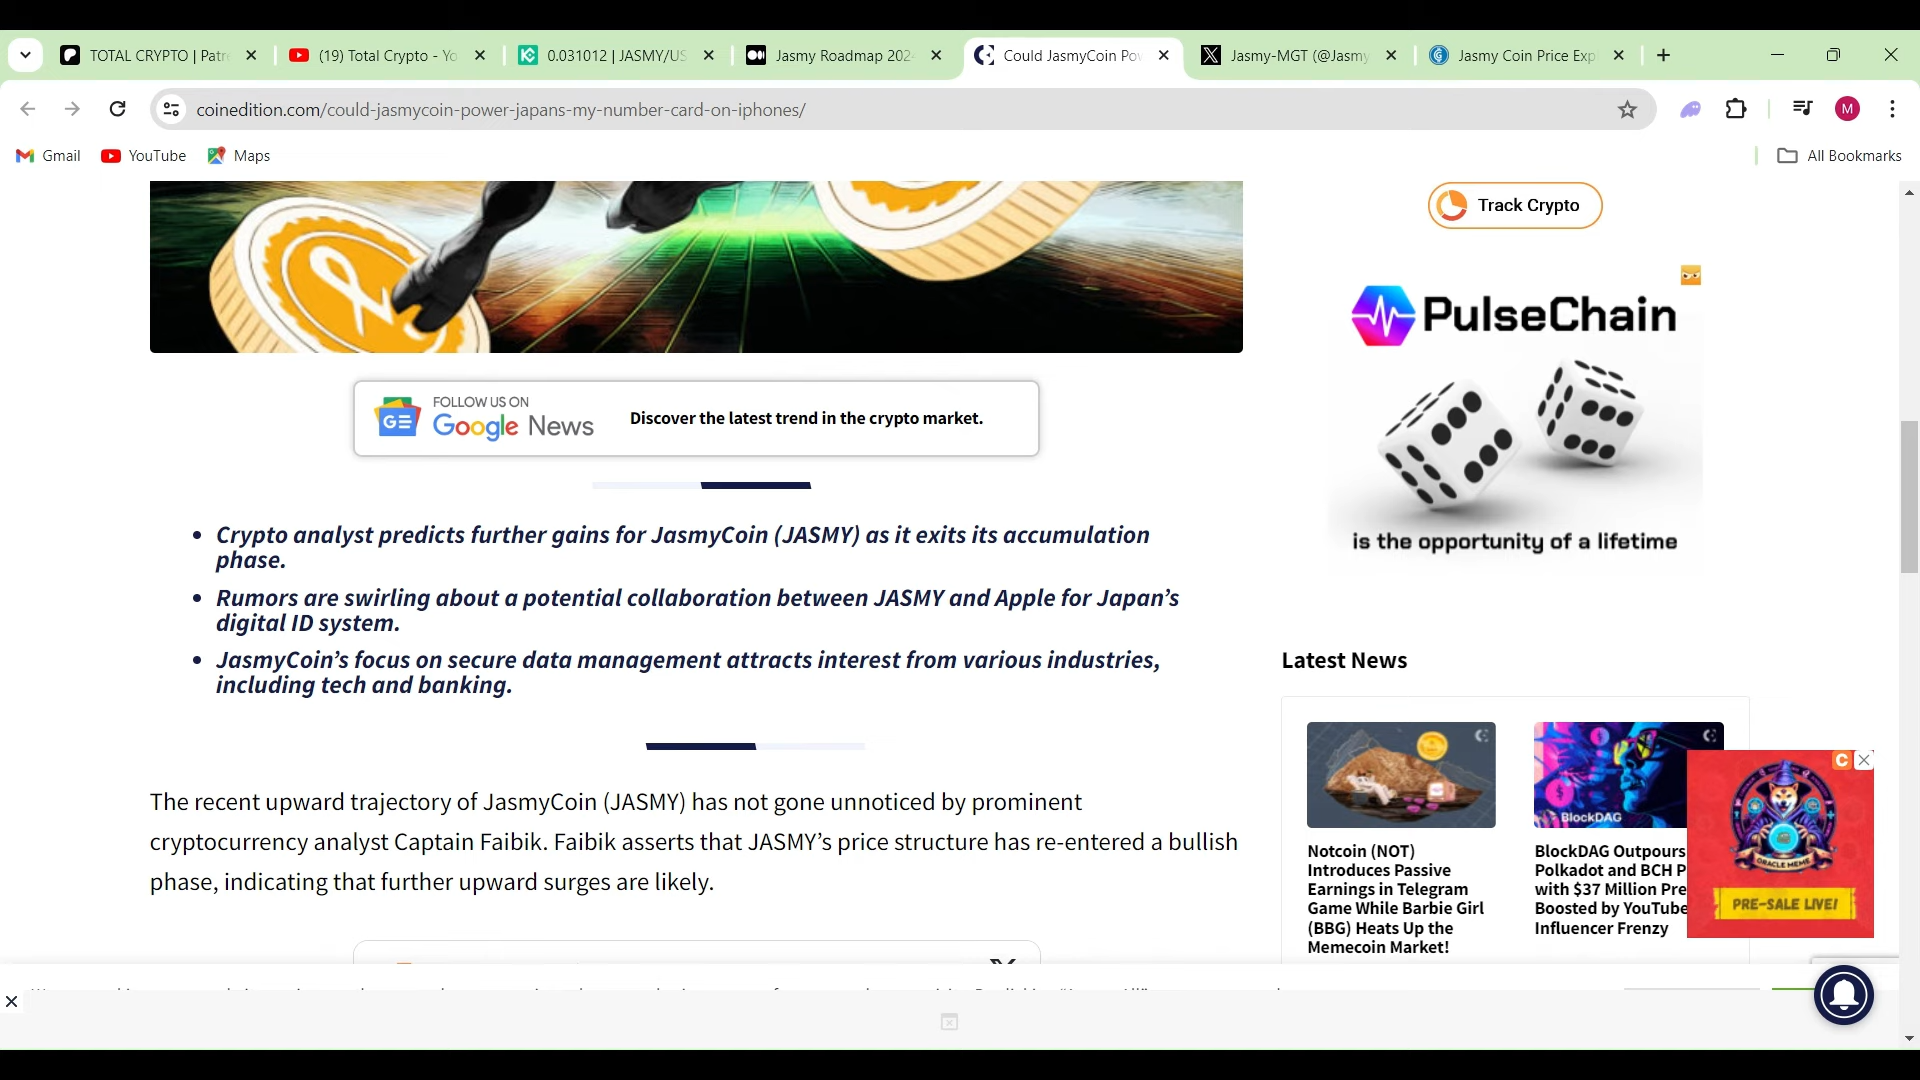 TOTAL CRYPTO | Patre
(19) Total Crypto - Yo
0.031012 | JASMY/US
Jasmy Roadmap 202
Could JasmyCoin Po
Jasmy-MGT (@Jasmy
Jasmy Coin Price Exp
coinedition.com/could-jasmycoin-power-japans-my-number-card-on-iphones/
M
Gmail
YouTube
Maps
All Bookmarks
Track Crypto
PulseChain
is the opportunity of a lifetime
FOLLOW US ON
Google News
Discover the latest trend in the crypto market.
Crypto analyst predicts further gains for JasmyCoin (JASMY) as it exits its accumulation
phase.
Rumors are swirling about a potential collaboration between JASMY and Apple for Japan’s
digital ID system.
JasmyCoin’s focus on secure data management attracts interest from various industries,
including tech and banking.
The recent upward trajectory of JasmyCoin (JASMY) has not gone unnoticed by prominent
cryptocurrency analyst Captain Faibik. Faibik asserts that JASMY’s price structure has re-entered a bullish
phase, indicating that further upward surges are likely.
Latest News
Notcoin (NOT)
Introduces Passive
Earnings in Telegram
Game While Barbie Girl
(BBG) Heats Up the
Memecoin Market!
BlockDAG
BlockDAG Outpours
Polkadot and BCH P
with $37 Million Pre
Boosted by YouTube
Influencer Frenzy
ORACLE MEME
PRE-SALE LIVE!